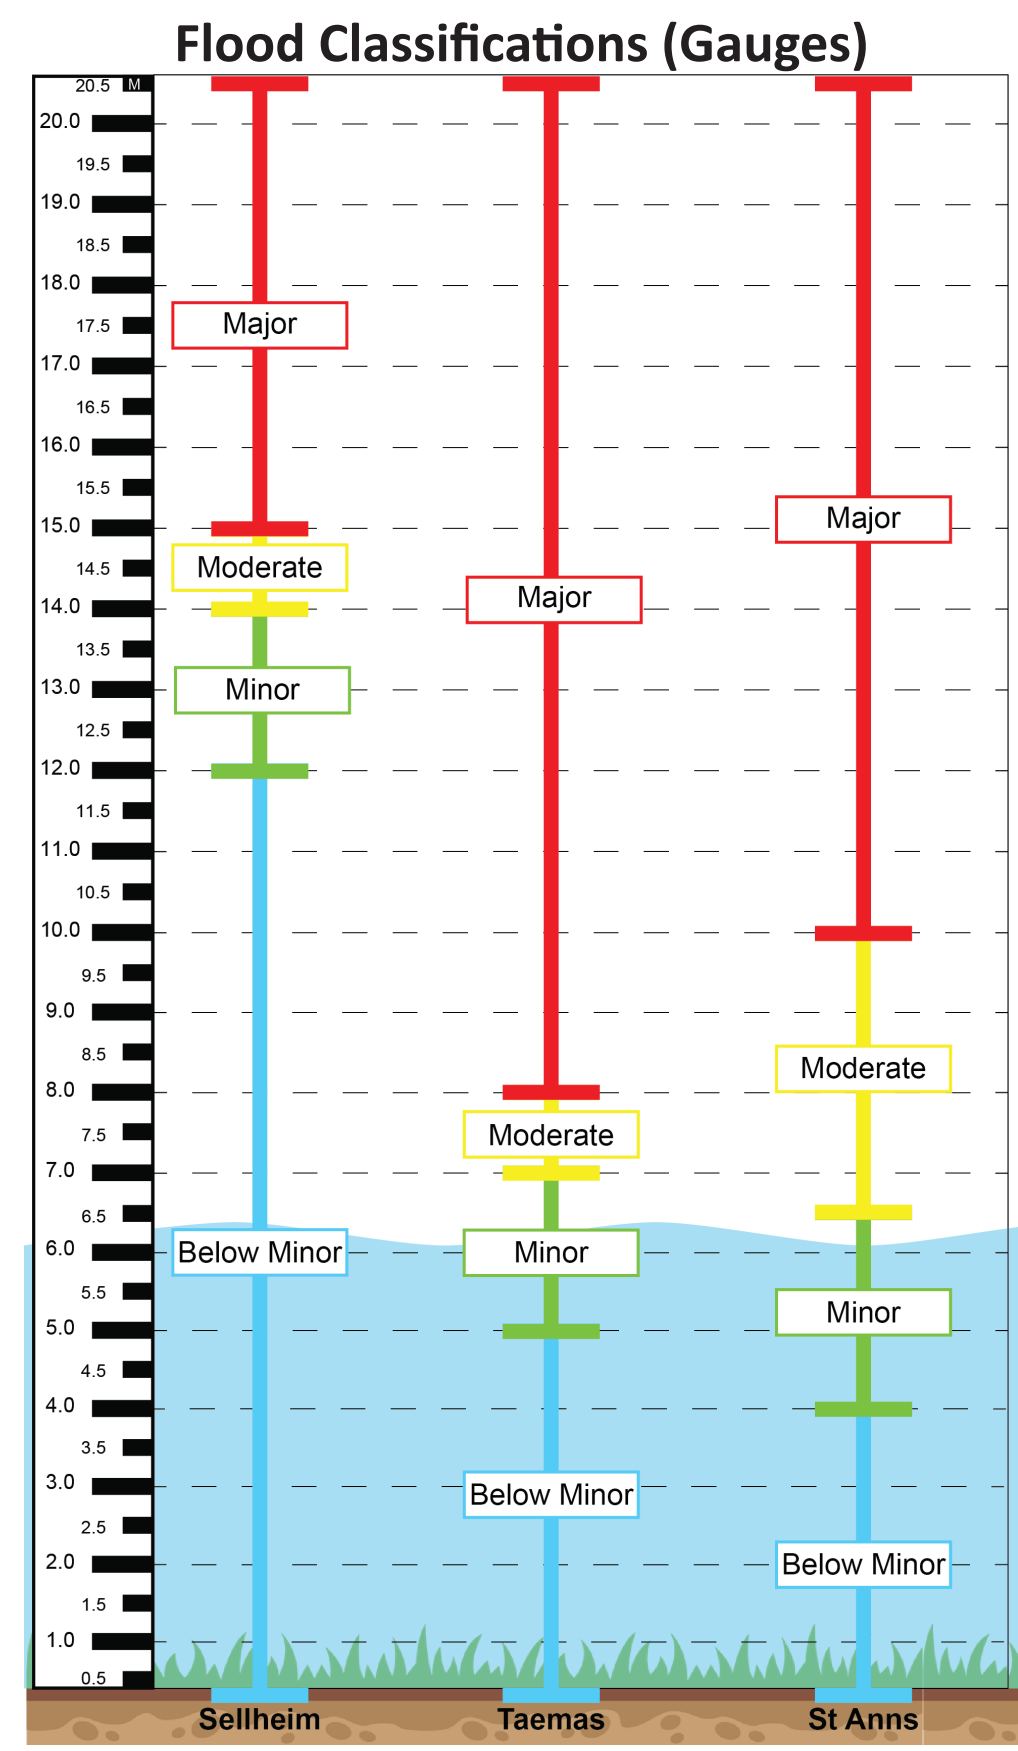 Flood Classifications (Gauges)
20.5 M
20.0
19.5
19.0
18.5
18.0
17.5
17.0
16.5
16.0
15.5
15.0
14.5
14.0
13.5
13.0
12.5
12.0
11.5
11.0
10.5
10.0
9.5
9.0
8.5
8.0
7.5
7.0
6.5
6.0
5.5
5.0
4.5
4.0
3.5
3.0
2.5
2.0
1.5
1.0
0.5
Major
Moderate
Minor
Below Minor
Sellheim
Major
Moderate
Minor
Below Minor
Taemas
Major
Moderate
Minor
Below Minor
St Anns